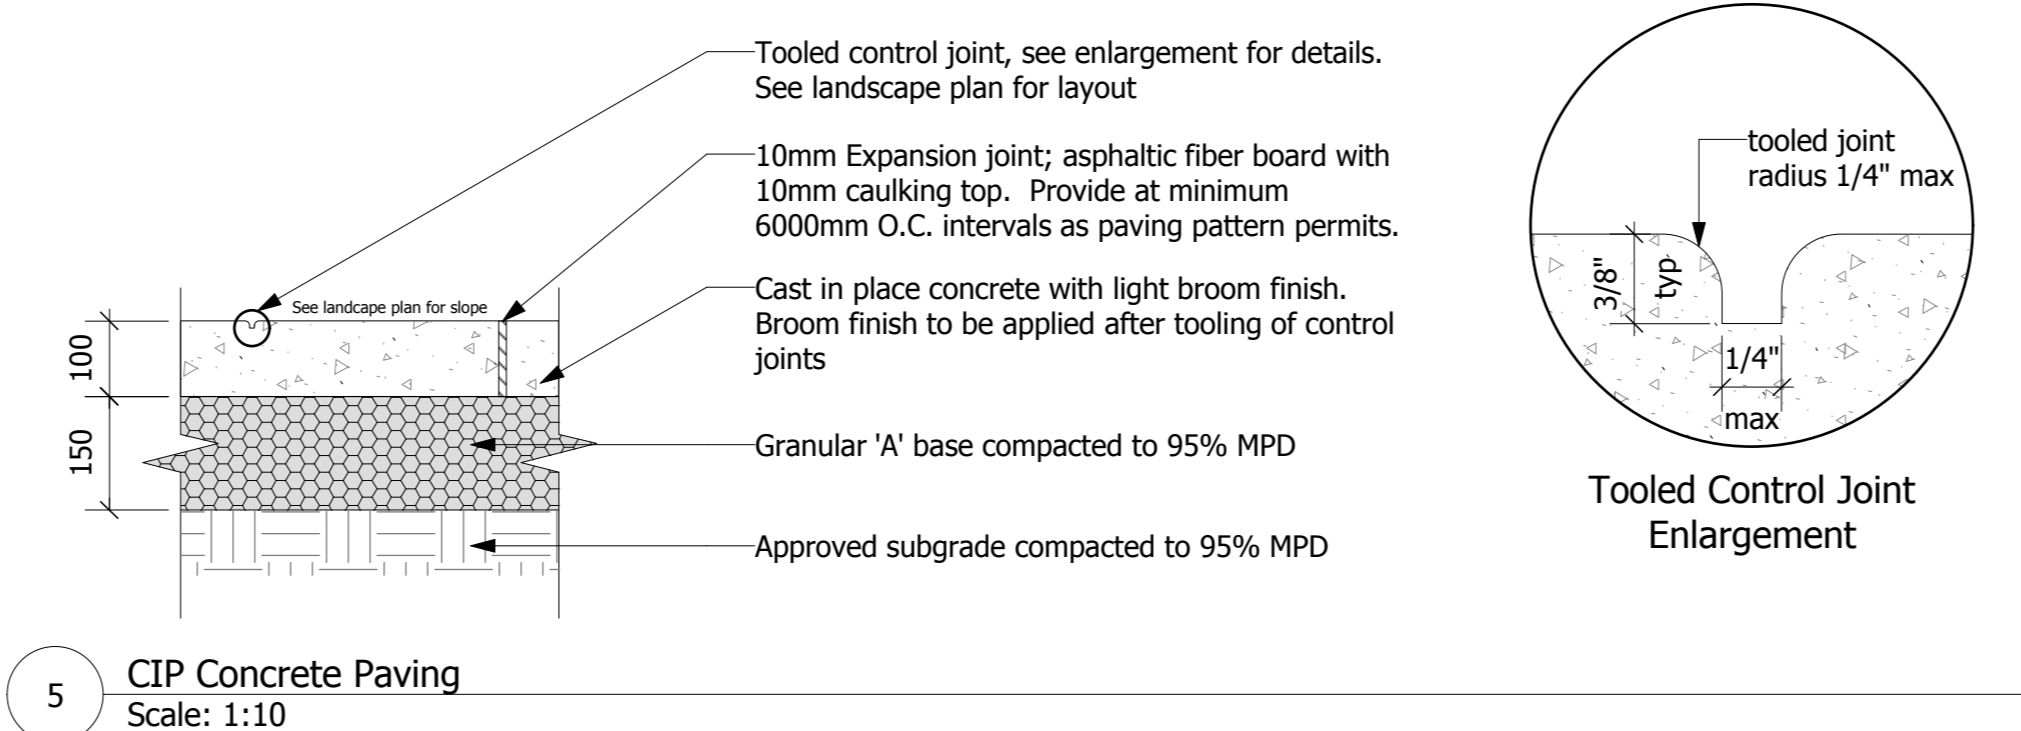 Tooled control joint, see enlargement for details.
See landscape plan for layout
10mm Expansion joint; asphaltic fiber board with
10mm caulking top.  Provide at minimum
6000mm O.C. intervals as paving pattern permits.
See landcape plan for slope
Cast in place concrete with light broom finish.
Broom finish to be applied after tooling of control
joints
100
150
Granular 'A' base compacted to 95% MPD
Approved subgrade compacted to 95% MPD
tooled joint
radius 1/4" max
3/8"
typ
1/4"
max
Tooled Control Joint
Enlargement
5
CIP Concrete Paving
Scale: 1:10